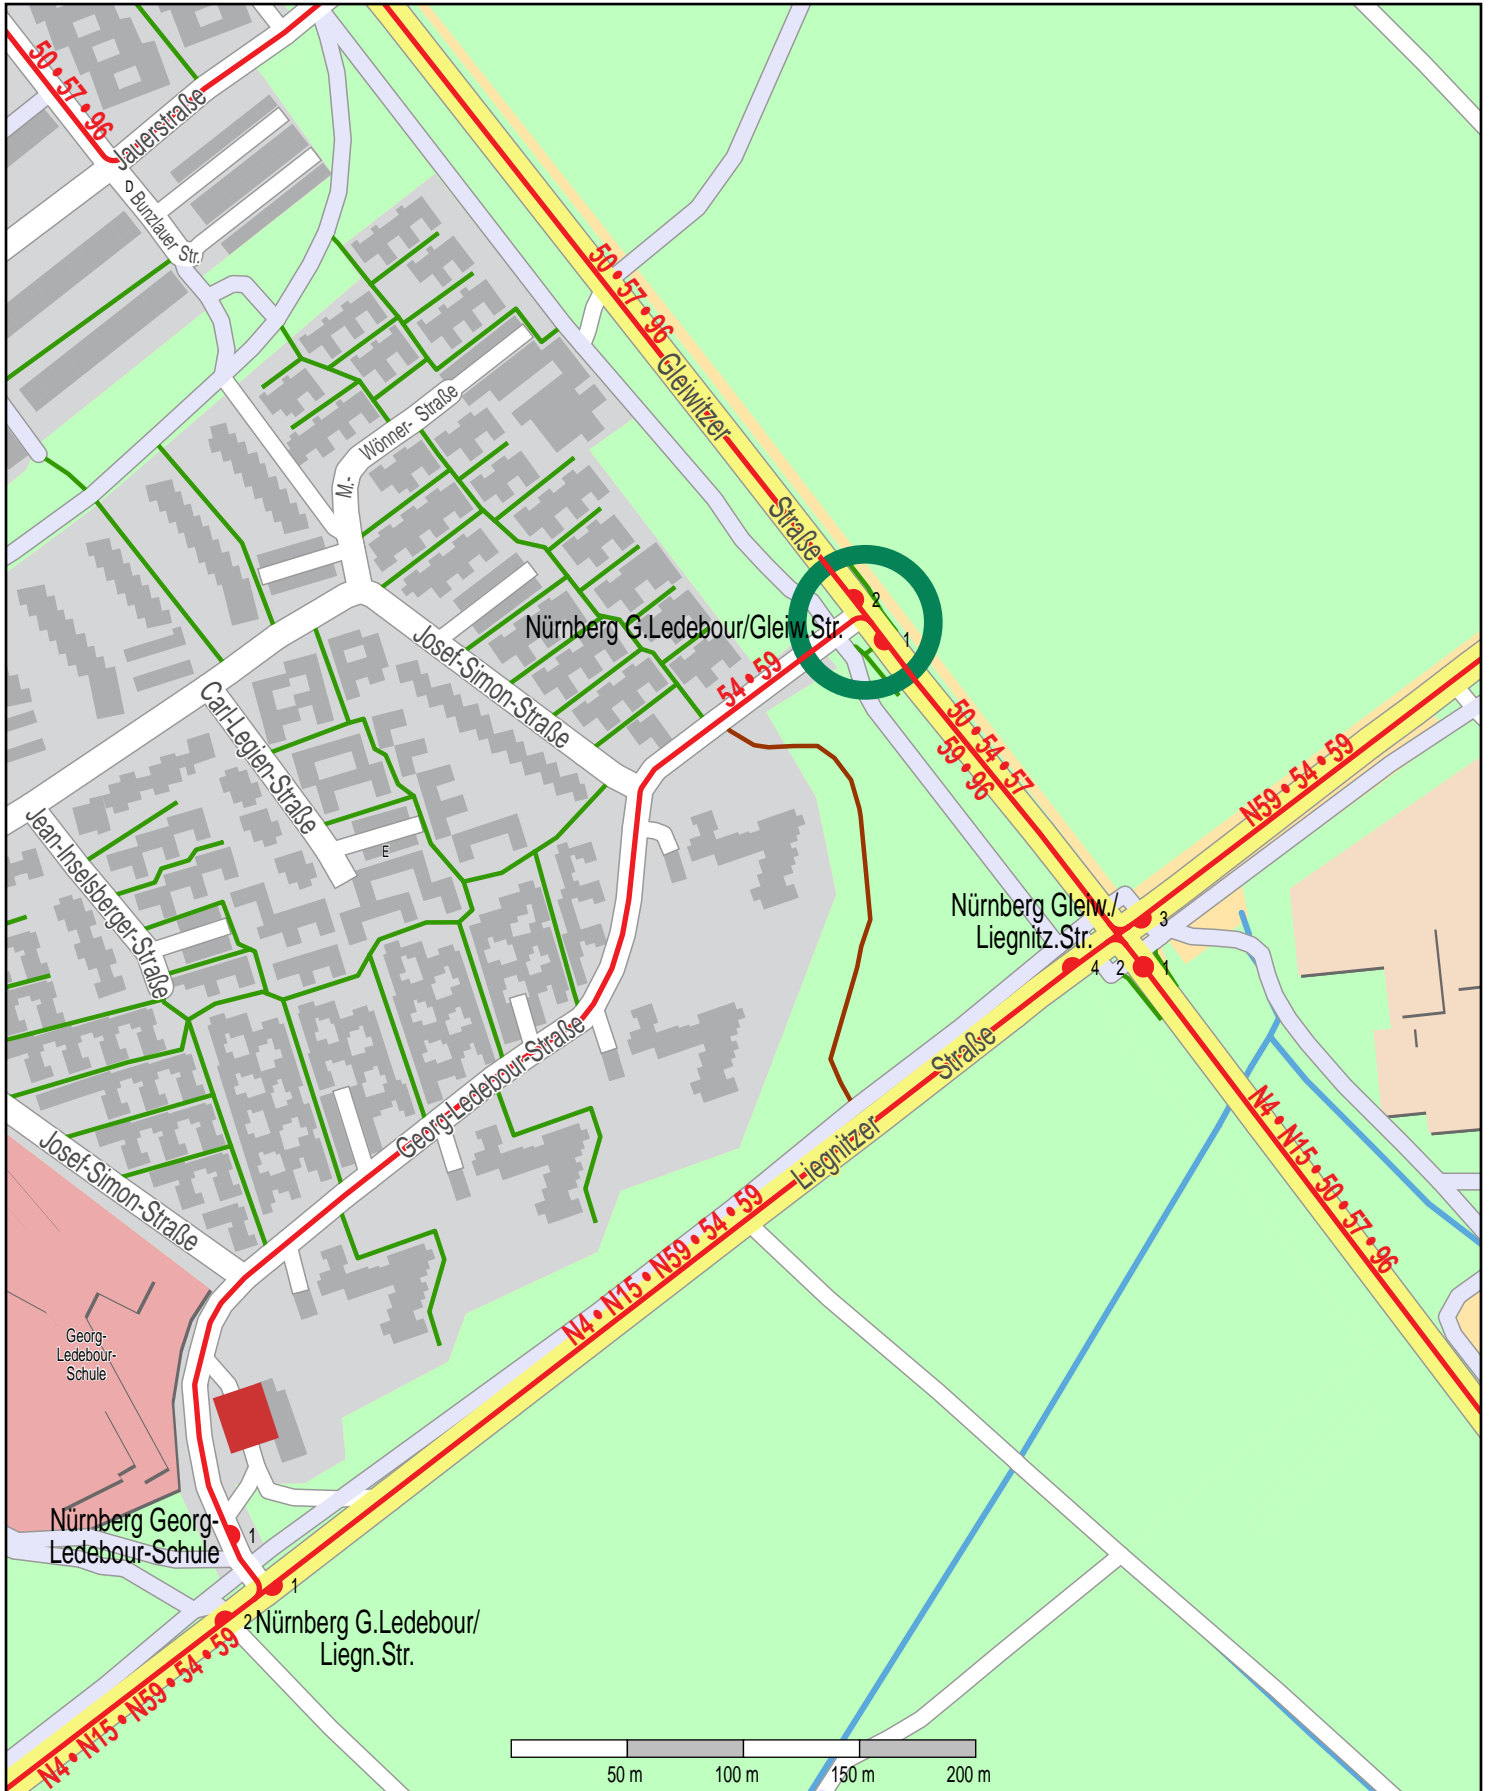 50 • 57 • 96
Jauerstraße
D
Bunzlauer Str.
50 • 57 • 96
Gleiwitzer
Straße
M.- Wönner- Straße
2
Nürnberg G.Ledebour/Gleiw.Str.
1
Josef-Simon-Straße
54 • 59
Carl-Legien-Straße
50 • 54 • 57
59 • 96
N59 • 54 • 59
Jean-Inselsberger-Straße
E
Nürnberg Gleiw./
Liegnitz.Str.
3
4
2
1
Georg-Ledebour-Straße
Liegnitzer
Straße
N4 • N15 • 50 • 57 • 96
Josef-Simon-Straße
N4 • N15 • N59 • 54 • 59
Georg-
Ledebour-
Schule
Nürnberg Georg-
Ledebour-Schule
1
1
2
Nürnberg G.Ledebour/
Liegn.Str.
N4 • N15 • N59 • 54 • 59
50 m
100 m
150 m
200 m